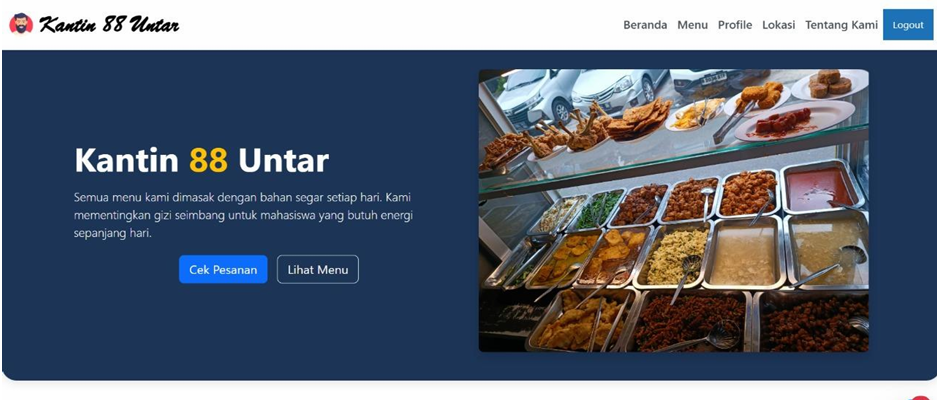 Kantin 88 Untar
Beranda Menu Profile Lokasi Tentang Kami Logout
Kantin 88 Untar
Semua menu kami dimasak dengan bahan segar setiap hari. Kami
mementingkan gizi seimbang untuk mahasiswa yang butuh energi
sepanjang hari.
Cek Pesanan Lihat Menu